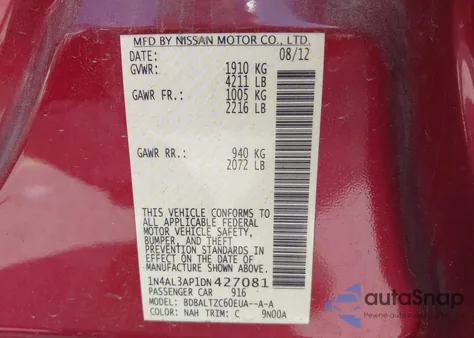 MFD BY NISSAN MOTOR CO., LTD.
DATE: 08/12
GVWR: 1910 KG
4211 LB
GAWR FR.: 1005 KG
2216 LB
GAWR RR.: 940 KG
2072 LB
THIS VEHICLE CONFORMS TO
ALL APPLICABLE FEDERAL
MOTOR VEHICLE SAFETY,
BUMPER, AND THEFT
PREVENTION STANDARDS IN
EFFECT ON THE DATE OF
MANUFACTURE SHOWN ABOVE.
1N4AL3AP1DN427081
PASSENGER CAR 916
MODEL: BDBALTZC60EUA--A-A
COLOR: NAH TRIM: C 9N00A
autoSnap
Pewne auto z USA